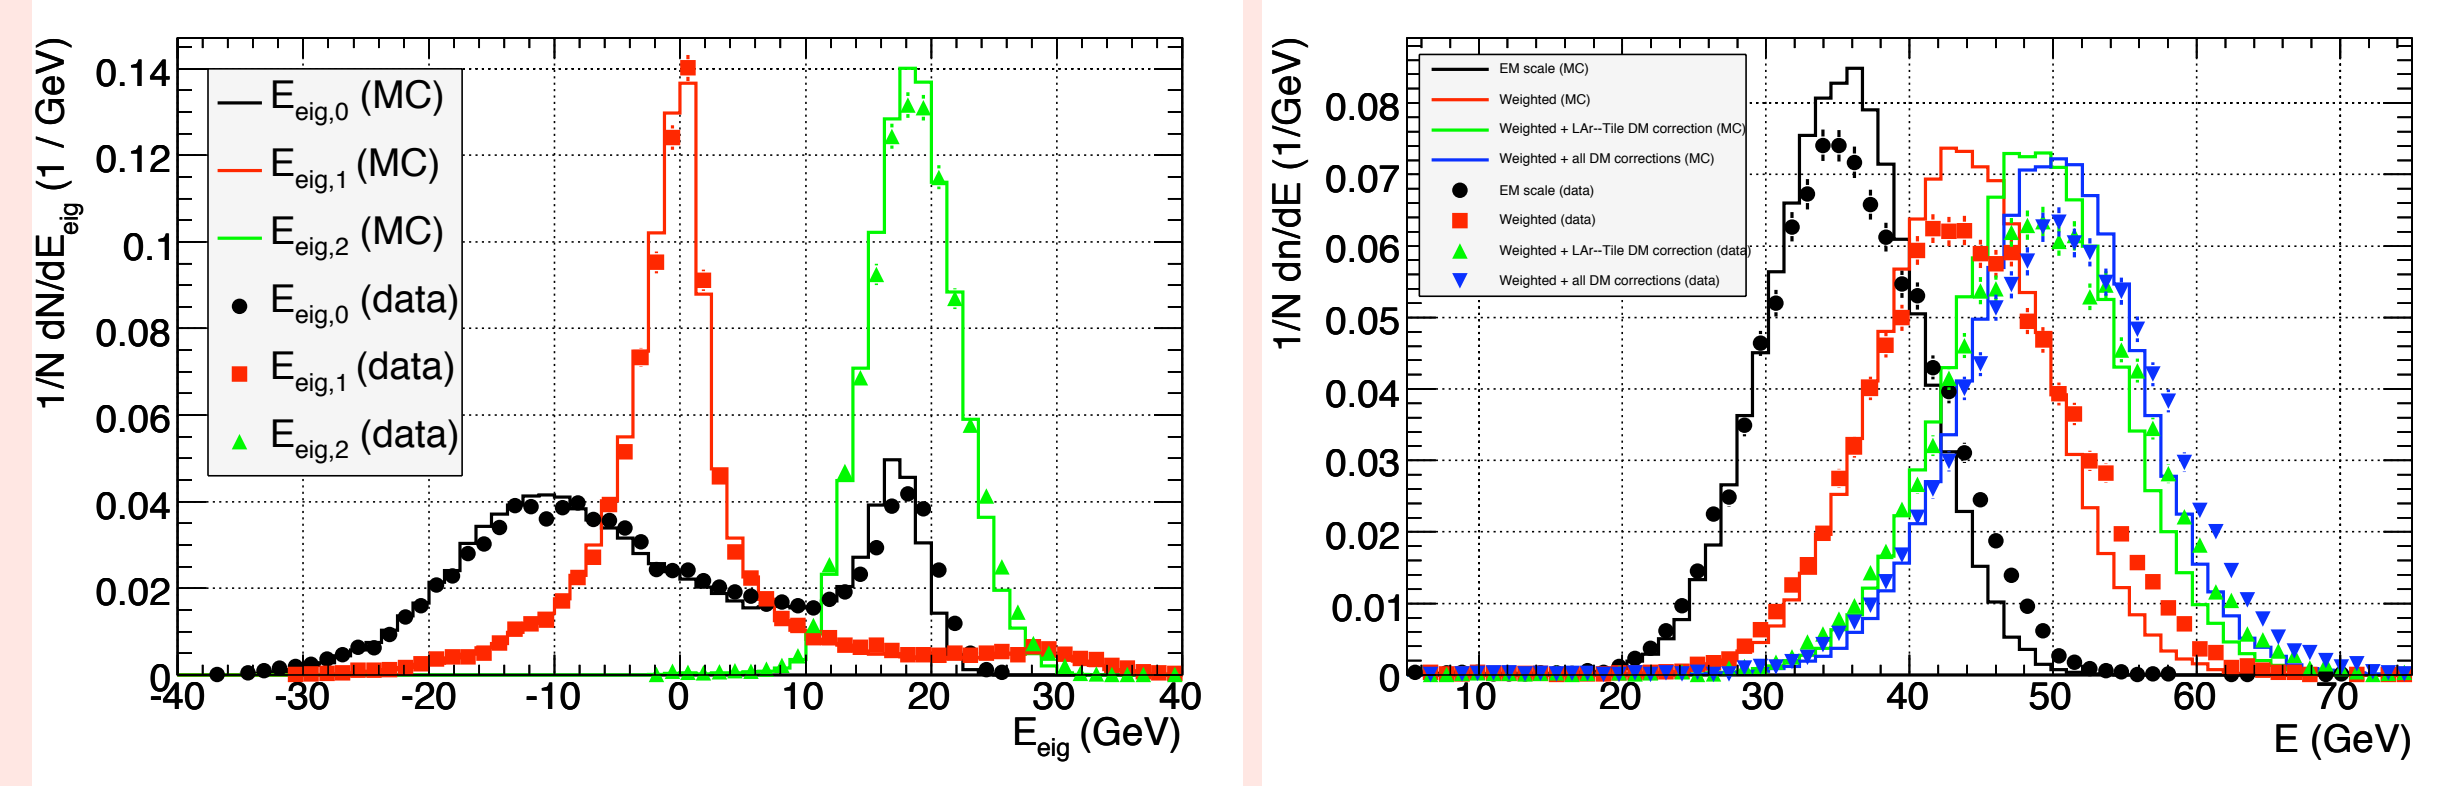 1/N dN/dE_eig (1 / GeV)
0.14
0.12
0.1
0.08
0.06
0.04
0.02
0
E_eig,0 (MC)
E_eig,1 (MC)
E_eig,2 (MC)
E_eig,0 (data)
E_eig,1 (data)
E_eig,2 (data)
-40 -30 -20 -10 0 10 20 30 40
E_eig (GeV)
1/N dn/dE (1/GeV)
0.08
0.07
0.06
0.05
0.04
0.03
0.02
0.01
0
EM scale (MC)
Weighted (MC)
Weighted + LAr--Tile DM correction (MC)
Weighted + all DM corrections (MC)
EM scale (data)
Weighted (data)
Weighted + LAr--Tile DM correction (data)
Weighted + all DM corrections (data)
10 20 30 40 50 60 70
E (GeV)